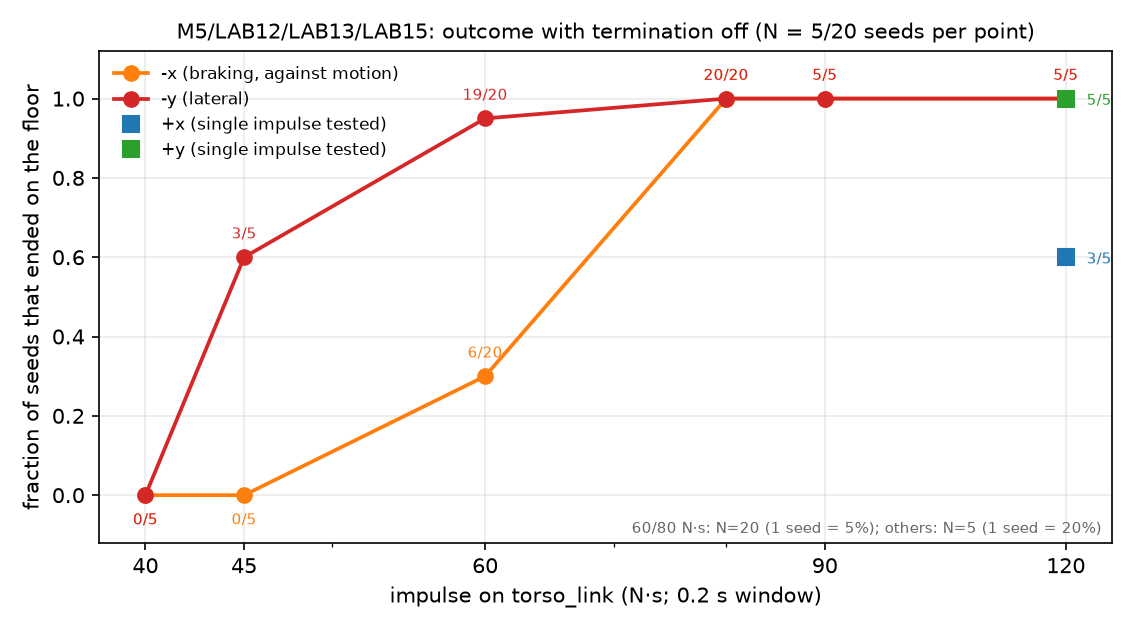 M5/LAB12/LAB13/LAB15: outcome with termination off (N = 5/20 seeds per point)
-x (braking, against motion)
-y (lateral)
+x (single impulse tested)
+y (single impulse tested)
fraction of seeds that ended on the floor
1.0
0.8
0.6
0.4
0.2
0.0
0/5
3/5
0/5
19/20
6/20
20/20
5/5
5/5
5/5
3/5
60/80 N·s: N=20 (1 seed = 5%); others: N=5 (1 seed = 20%)
40
45
60
90
120
impulse on torso_link (N·s; 0.2 s window)